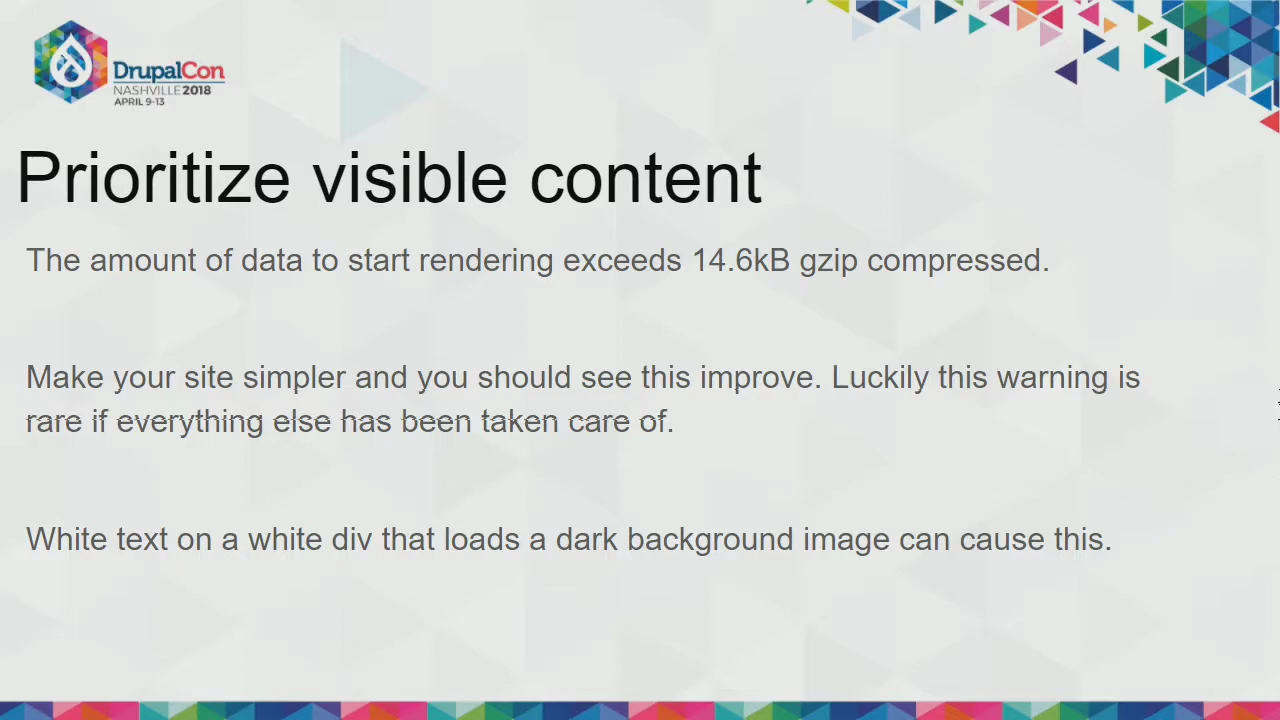 DrupalCon
NASHVILLE 2018
APRIL 9-13
Prioritize visible content
The amount of data to start rendering exceeds 14.6kB gzip compressed.
Make your site simpler and you should see this improve. Luckily this warning is
rare if everything else has been taken care of.
White text on a white div that loads a dark background image can cause this.